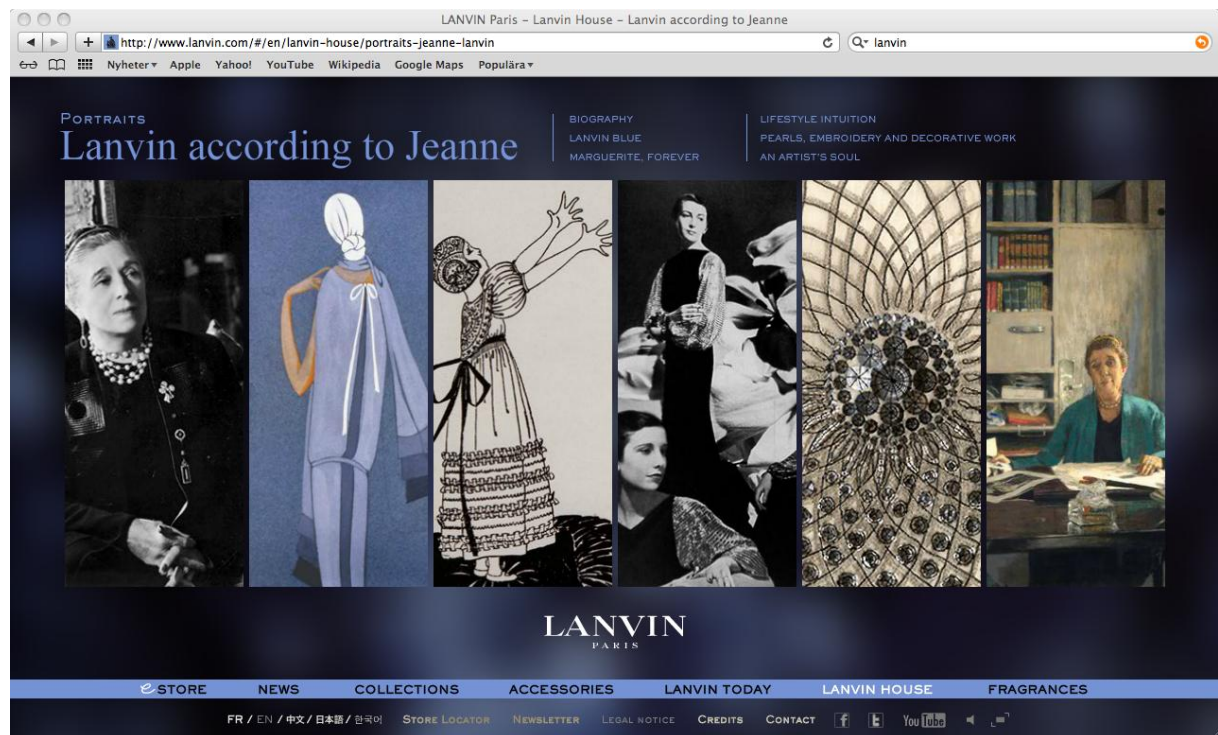 LANVIN Paris – Lanvin House – Lanvin according to Jeanne
http://www.lanvin.com/#/en/lanvin-house/portraits-jeanne-lanvin
lanvin
Nyheter Apple Yahoo! YouTube Wikipedia Google Maps Populära
PORTRAITS
Lanvin according to Jeanne
BIOGRAPHY
LANVIN BLUE
MARGUERITE, FOREVER
LIFESTYLE INTUITION
PEARLS, EMBROIDERY AND DECORATIVE WORK
AN ARTIST'S SOUL
LANVIN
PARIS
eSTORE NEWS COLLECTIONS ACCESSORIES LANVIN TODAY LANVIN HOUSE FRAGRANCES
FR / EN / 中文 / 日本語 / 한국어 STORE LOCATOR NEWSLETTER LEGAL NOTICE CREDITS CONTACT f t YouTube